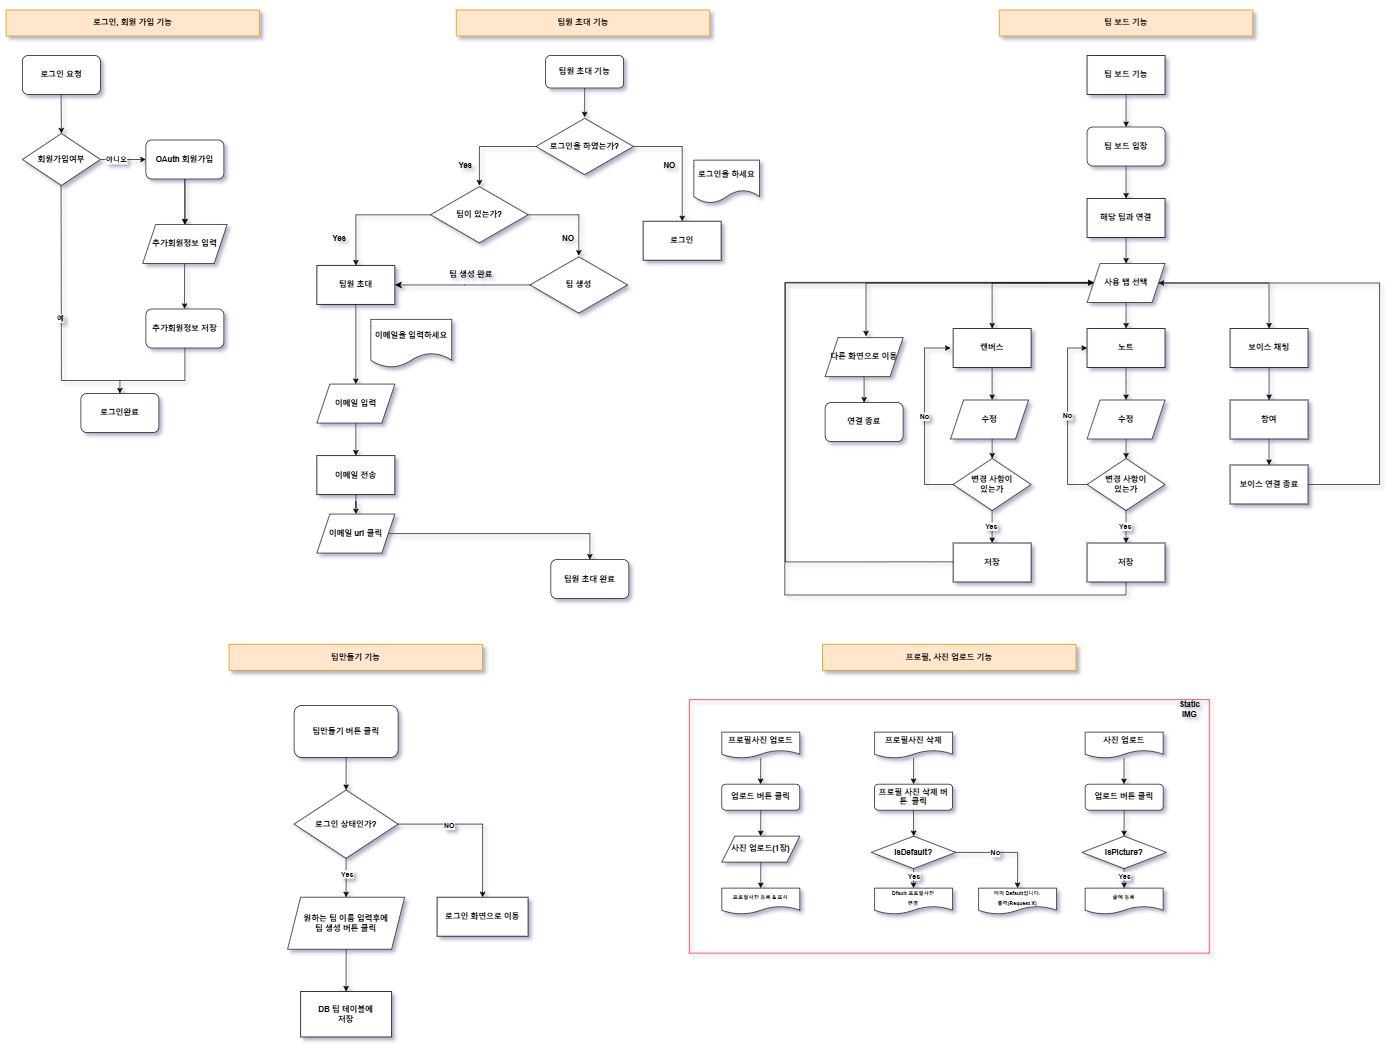 로그인, 회원 가입 기능
로그인 요청
회원가입여부
아니오
OAuth 회원가입
추가회원정보 입력
추가회원정보 저장
예
로그인완료
팀원 초대 기능
팀원 초대 기능
로그인을 하였는가?
Yes
NO
로그인을 하세요
로그인
팀이 있는가?
Yes
NO
팀 생성
팀 생성 완료
팀원 초대
이메일을 입력하세요
이메일 입력
이메일 전송
이메일 url 클릭
팀원 초대 완료
팀 보드 기능
팀 보드 기능
팀 보드 입장
해당 팀과 연결
사용 탭 선택
다른 화면으로 이동
연결 종료
캔버스
수정
변경 사항이
있는가
No
Yes
저장
노트
수정
변경 사항이
있는가
No
Yes
저장
보이스 채팅
참여
보이스 연결 종료
팀만들기 기능
팀만들기 버튼 클릭
로그인 상태인가?
NO
Yes
로그인 화면으로 이동
원하는 팀 이름 입력후에
팀 생성 버튼 클릭
DB 팀 테이블에
저장
프로필, 사진 업로드 기능
Static
IMG
프로필사진 업로드
업로드 버튼 클릭
사진 업로드(1장)
프로필사진 등록 & 표시
프로필사진 삭제
프로필 사진 삭제 버
튼 클릭
isDefault?
No
Yes
Dfault 프로필사진
변경
이미 Default입니다.
출력(Request X)
사진 업로드
업로드 버튼 클릭
isPicture?
Yes
글에 등록